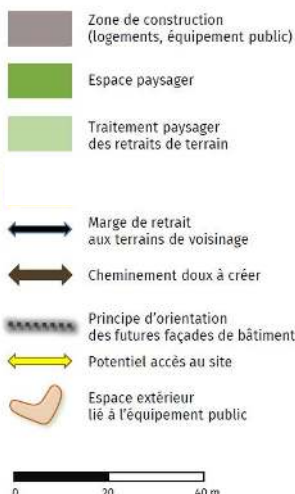 Zone de construction
(logements, équipement public)
Espace paysager
Traitement paysager
des retraits de terrain
Marge de retrait
aux terrains de voisinage
Cheminement doux à créer
Principe d'orientation
des futures façades de bâtiment
Potentiel accès au site
Espace extérieur
lié à l'équipement public
0 20 40 m